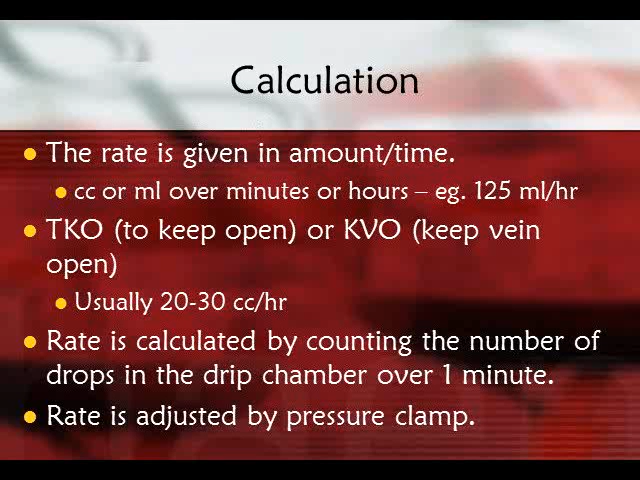 Calculation
• The rate is given in amount/time.
• cc or ml over minutes or hours – eg. 125 ml/hr
• TKO (to keep open) or KVO (keep vein
open)
• Usually 20-30 cc/hr
• Rate is calculated by counting the number of
drops in the drip chamber over 1 minute.
• Rate is adjusted by pressure clamp.